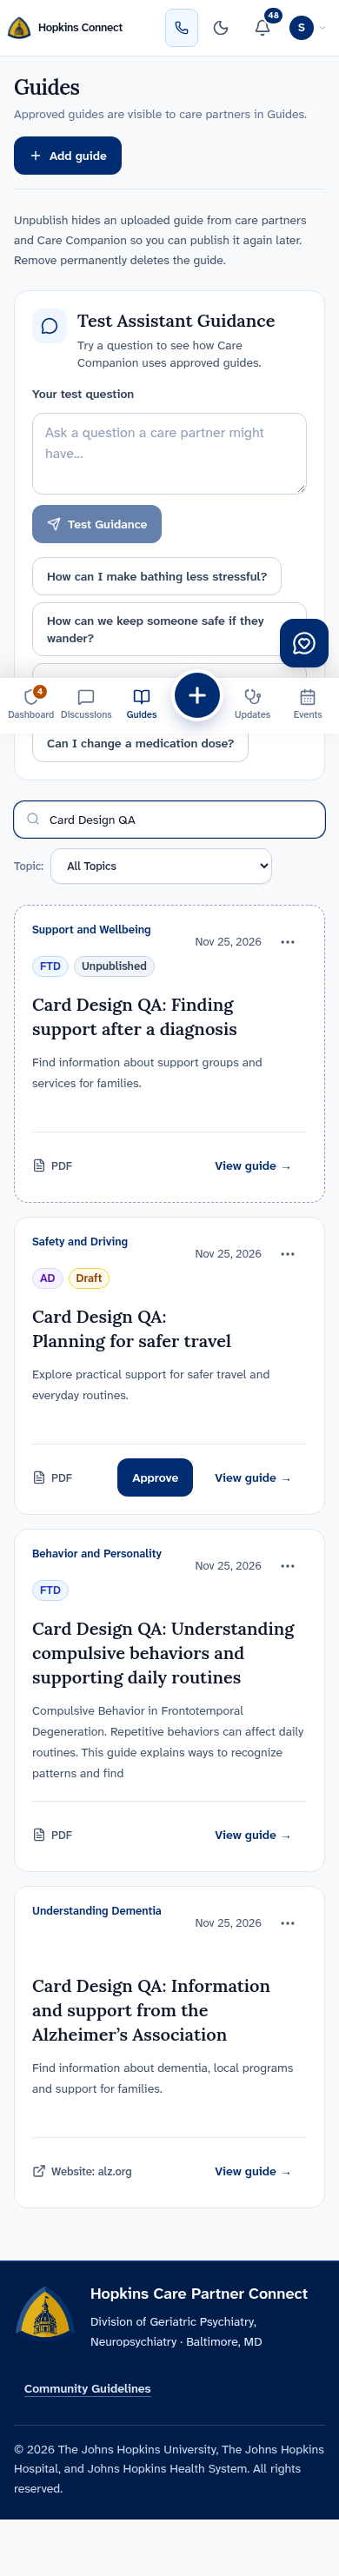 Hopkins Connect
48
S
Guides
Approved guides are visible to care partners in Guides.
Add guide
Unpublish hides an uploaded guide from care partners
and Care Companion so you can publish it again later.
Remove permanently deletes the guide.
Test Assistant Guidance
Try a question to see how Care
Companion uses approved guides.
Your test question
Ask a question a care partner might
have...
Test Guidance
How can I make bathing less stressful?
How can we keep someone safe if they
wander?
4
Dashboard
Discussions
Guides
Updates
Events
Can I change a medication dose?
Card Design QA
Topic:
All Topics
Support and Wellbeing
Nov 25, 2026
FTD
Unpublished
Card Design QA: Finding
support after a diagnosis
Find information about support groups and
services for families.
PDF
View guide →
Safety and Driving
Nov 25, 2026
AD
Draft
Card Design QA:
Planning for safer travel
Explore practical support for safer travel and
everyday routines.
PDF
Approve
View guide →
Behavior and Personality
Nov 25, 2026
FTD
Card Design QA: Understanding
compulsive behaviors and
supporting daily routines
Compulsive Behavior in Frontotemporal
Degeneration. Repetitive behaviors can affect daily
routines. This guide explains ways to recognize
patterns and find
PDF
View guide →
Understanding Dementia
Nov 25, 2026
Card Design QA: Information
and support from the
Alzheimer’s Association
Find information about dementia, local programs
and support for families.
Website: alz.org
View guide →
Hopkins Care Partner Connect
Division of Geriatric Psychiatry,
Neuropsychiatry · Baltimore, MD
Community Guidelines
© 2026 The Johns Hopkins University, The Johns Hopkins
Hospital, and Johns Hopkins Health System. All rights
reserved.